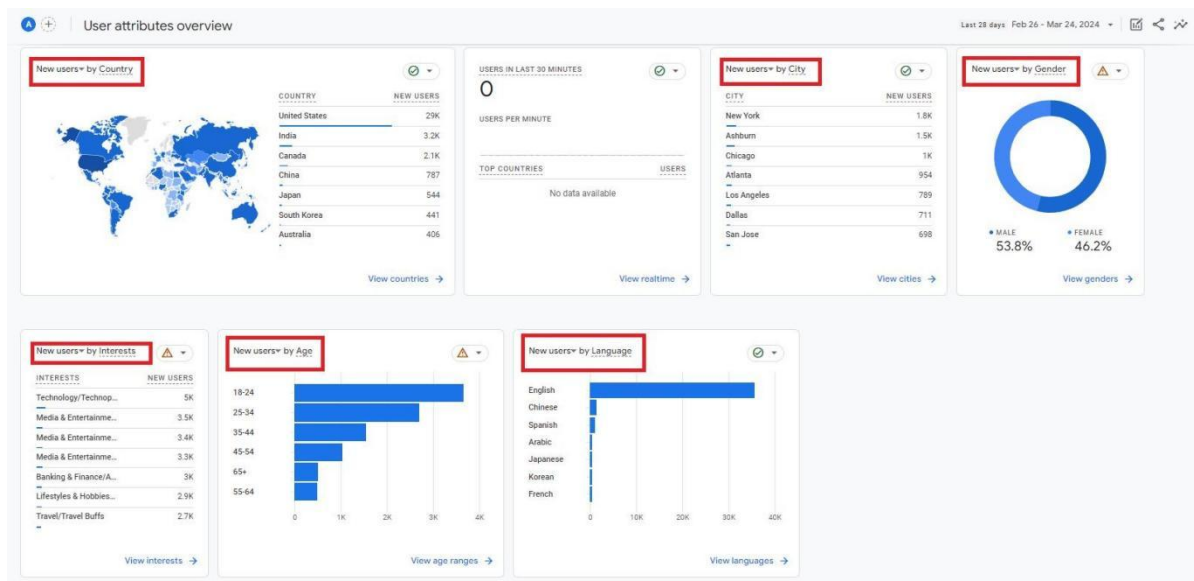 A
User attributes overview
Last 28 days Feb 26 - Mar 24, 2024
New users by Country
COUNTRY NEW USERS
United States 29K
India 3.2K
Canada 2.1K
China 787
Japan 544
South Korea 441
Australia 406
View countries →
USERS IN LAST 30 MINUTES
0
USERS PER MINUTE
TOP COUNTRIES USERS
No data available
View realtime →
New users by City
CITY NEW USERS
New York 1.8K
Ashburn 1.5K
Chicago 1K
Atlanta 954
Los Angeles 789
Dallas 711
San Jose 698
View cities →
New users by Gender
MALE FEMALE
53.8% 46.2%
View genders →
New users by Interests
INTERESTS NEW USERS
Technology/Technop... 5K
Media & Entertainme... 3.5K
Media & Entertainme... 3.4K
Media & Entertainme... 3.3K
Banking & Finance/A... 3K
Lifestyles & Hobbies... 2.9K
Travel/Travel Buffs 2.7K
View interests →
New users by Age
18-24
25-34
35-44
45-54
65+
55-64
0 1K 2K 3K 4K
View age ranges →
New users by Language
English
Chinese
Spanish
Arabic
Japanese
Korean
French
0 10K 20K 30K 40K
View languages →